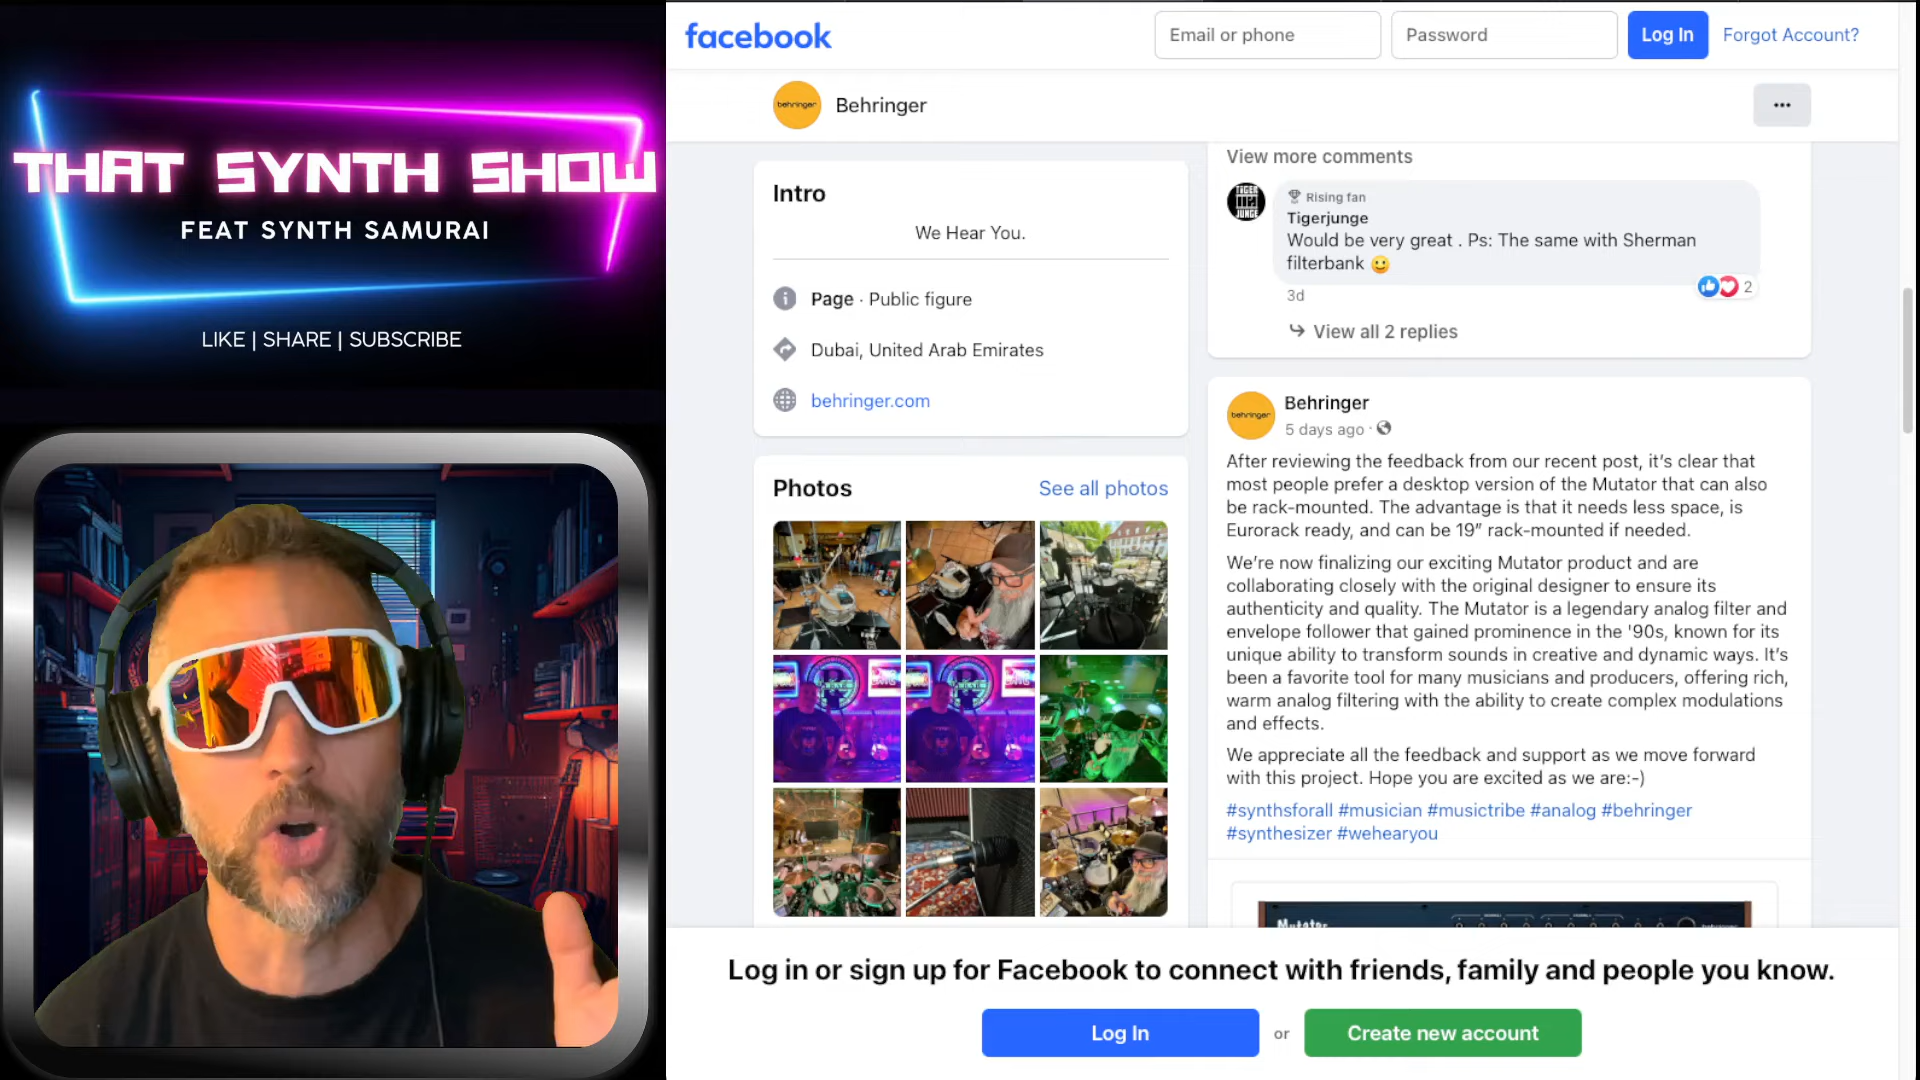 THAT SYNTH SHOW
FEAT SYNTH SAMURAI
LIKE | SHARE | SUBSCRIBE
facebook
Email or phone
Password
Log In
Forgot Account?
behringer
Behringer
...
Intro
We Hear You.
Page · Public figure
Dubai, United Arab Emirates
behringer.com
Photos
See all photos
View more comments
TIGER
JUNGE
Rising fan
Tigerjunge
Would be very great . Ps: The same with Sherman
filterbank 🙂
2
3d
View all 2 replies
behringer
Behringer
5 days ago ·
After reviewing the feedback from our recent post, it’s clear that
most people prefer a desktop version of the Mutator that can also
be rack-mounted. The advantage is that it needs less space, is
Eurorack ready, and can be 19” rack-mounted if needed.
We’re now finalizing our exciting Mutator product and are
collaborating closely with the original designer to ensure its
authenticity and quality. The Mutator is a legendary analog filter and
envelope follower that gained prominence in the '90s, known for its
unique ability to transform sounds in creative and dynamic ways. It’s
been a favorite tool for many musicians and producers, offering rich,
warm analog filtering with the ability to create complex modulations
and effects.
We appreciate all the feedback and support as we move forward
with this project. Hope you are excited as we are:-)
#synthsforall #musician #musictribe #analog #behringer
#synthesizer #wehearyou
Mutator
Log in or sign up for Facebook to connect with friends, family and people you know.
Log In
or
Create new account